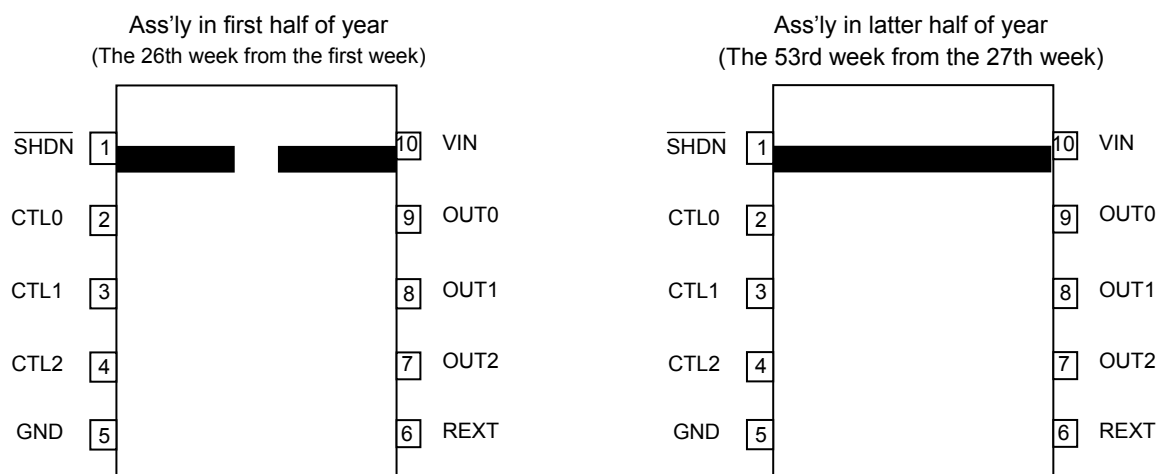 Ass'ly in first half of year
(The 26th week from the first week)
SHDN 1 10 VIN
CTL0 2 9 OUT0
CTL1 3 8 OUT1
CTL2 4 7 OUT2
GND 5 6 REXT
Ass'ly in latter half of year
(The 53rd week from the 27th week)
SHDN 1 10 VIN
CTL0 2 9 OUT0
CTL1 3 8 OUT1
CTL2 4 7 OUT2
GND 5 6 REXT